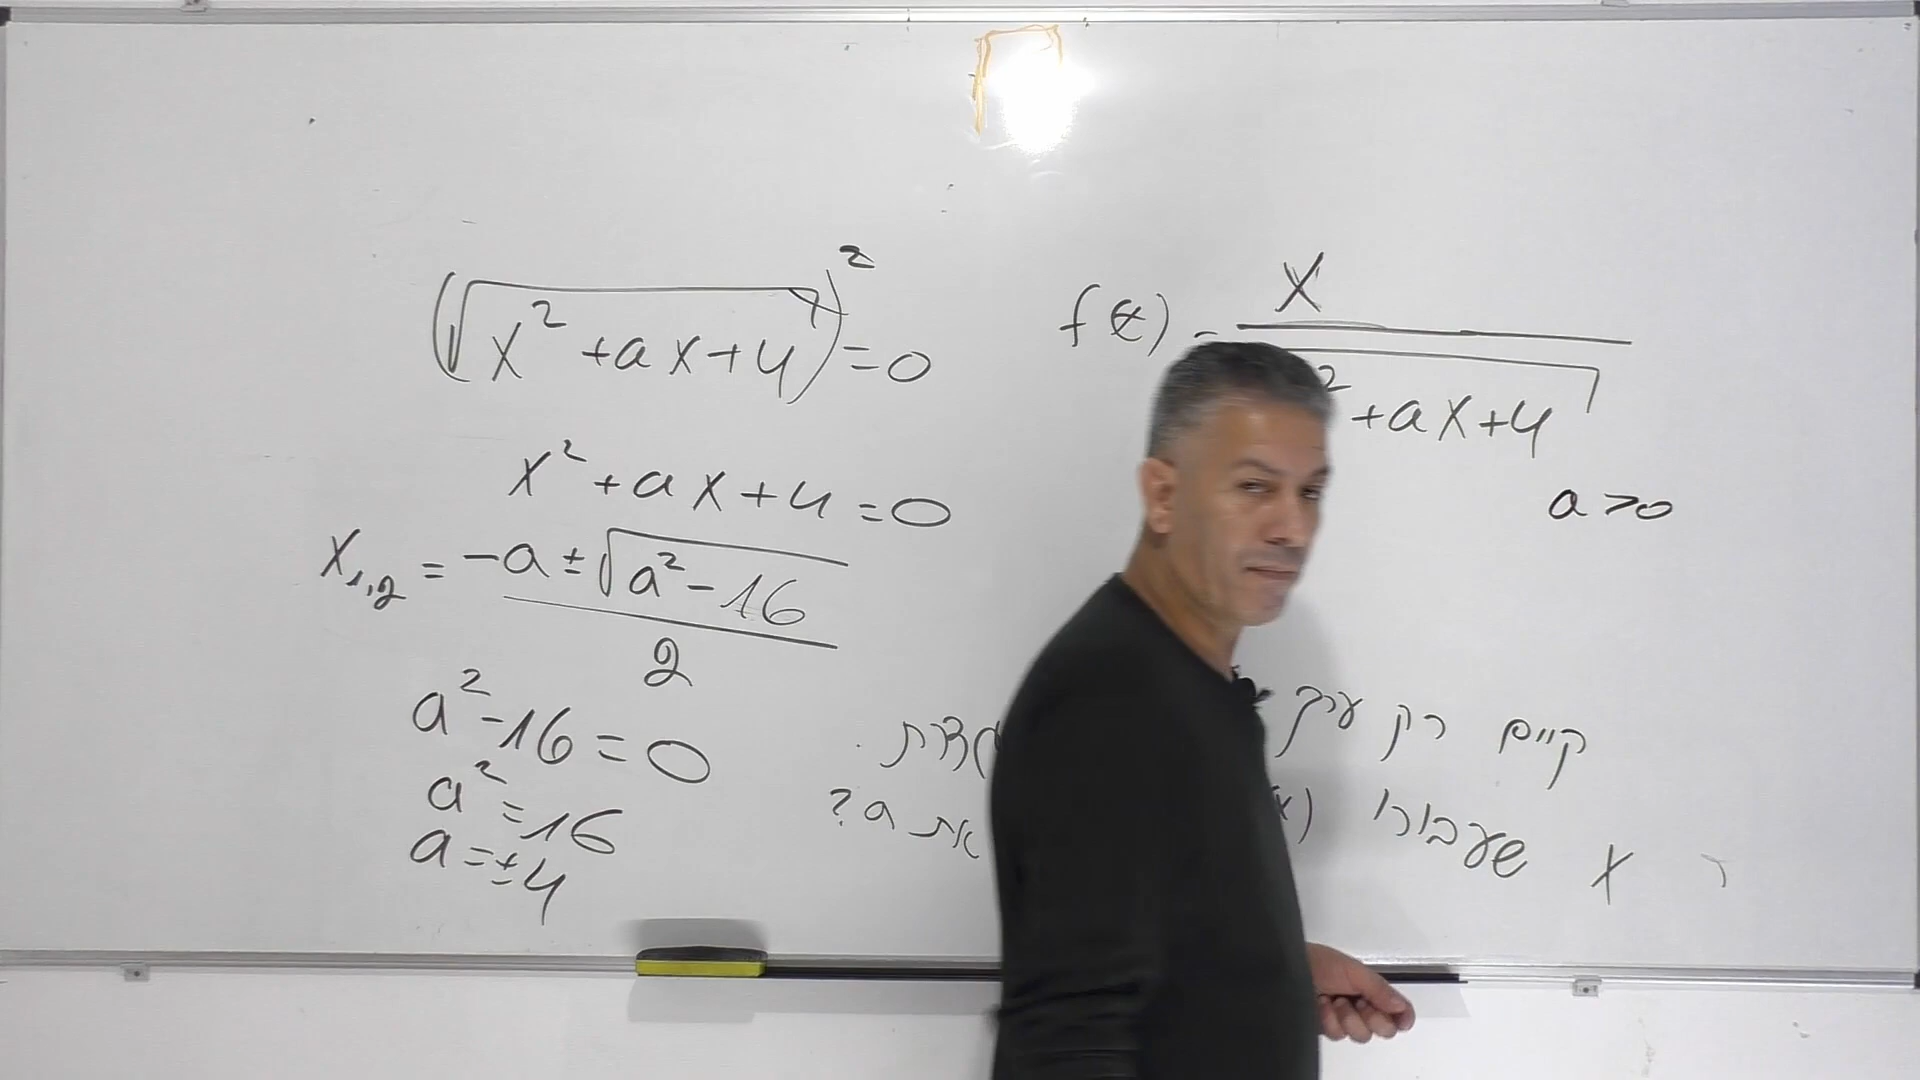 (√(x² + ax + 4))² = 0
x² + ax + 4 = 0
x₁,₂ = (-a ± √(a² - 16)) / 2
a² - 16 = 0
a² = 16
a = ±4
f(x) = x
² + ax + 4
a > 0
קיים רק ערך
x שעבורו x)
את a?